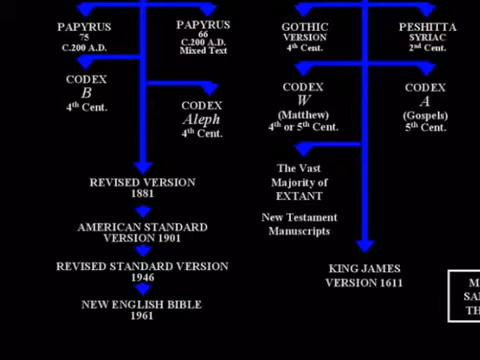 PAPYRUS
75
C.200 A.D.
PAPYRUS
66
C.200 A.D.
Mixed Text
GOTHIC
VERSION
4th Cent.
PESHITTA
SYRIAC
2nd Cent.
CODEX
B
4th Cent.
CODEX
Aleph
4th Cent.
CODEX
W
(Matthew)
4th or 5th Cent.
CODEX
A
(Gospels)
5th Cent.
The Vast
Majority of
EXTANT
New Testament
Manuscripts
REVISED VERSION
1881
AMERICAN STANDARD
VERSION 1901
REVISED STANDARD VERSION
1946
NEW ENGLISH BIBLE
1961
KING JAMES
VERSION 1611